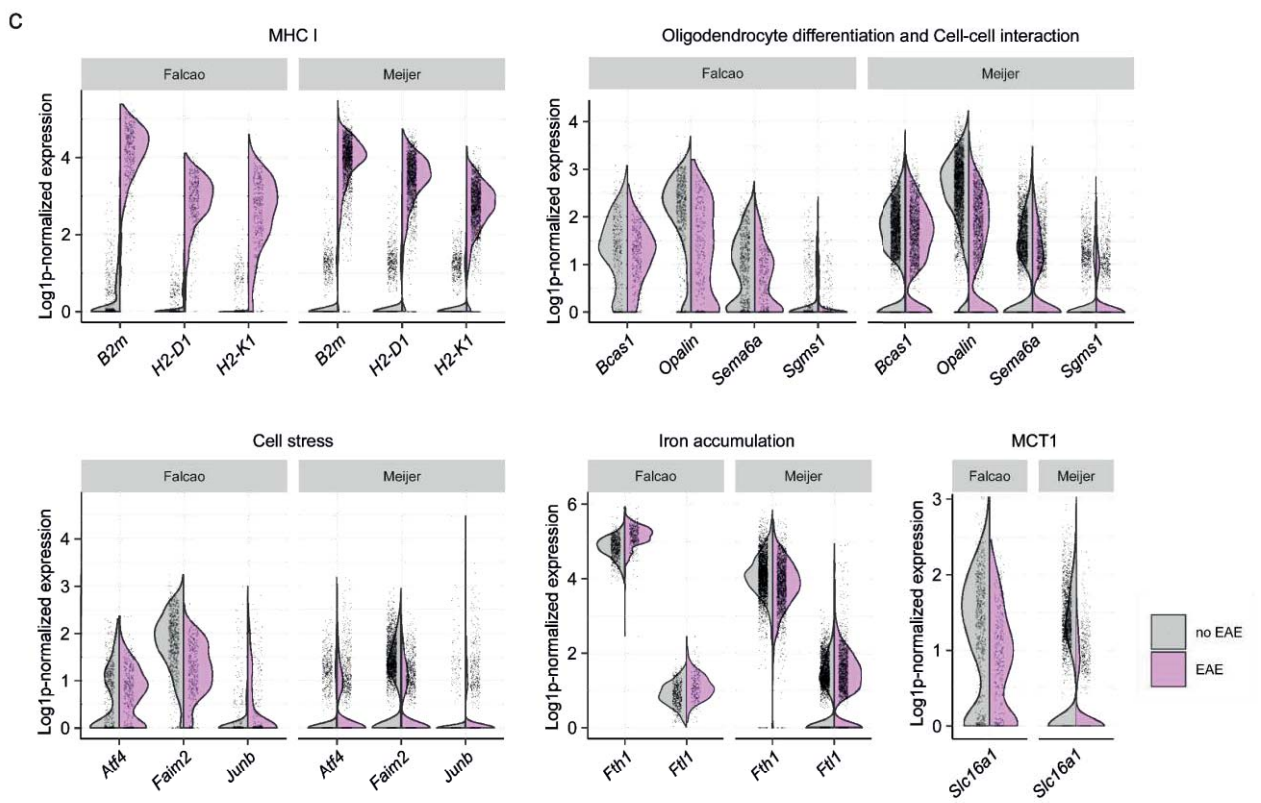 C
MHC I
Falcao
Meijer
Log1p-normalized expression
4
2
0
B2m
H2-D1
H2-K1
B2m
H2-D1
H2-K1
Oligodendrocyte differentiation and Cell-cell interaction
Falcao
Meijer
Log1p-normalized expression
4
3
2
1
0
Bcas1
Opalin
Sema6a
Sgms1
Bcas1
Opalin
Sema6a
Sgms1
Cell stress
Falcao
Meijer
Log1p-normalized expression
4
3
2
1
0
Atf4
Faim2
Junb
Atf4
Faim2
Junb
Iron accumulation
Falcao
Meijer
Log1p-normalized expression
6
4
2
0
Fth1
Ftl1
Fth1
Ftl1
MCT1
Falcao
Meijer
Log1p-normalized expression
3
2
1
0
Slc16a1
Slc16a1
no EAE
EAE